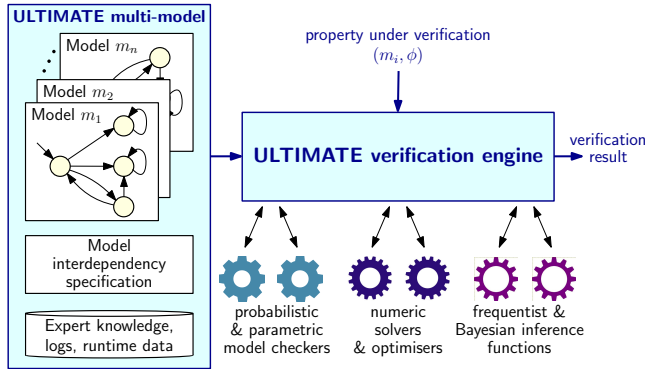 ULTIMATE multi-model
Model mₙ
Model m₂
Model m₁
Model
interdependency
specification
Expert knowledge,
logs, runtime data
property under verification
(mᵢ, ϕ)
ULTIMATE verification engine
verification
result
probabilistic
& parametric
model checkers
numeric
solvers
& optimisers
frequentist &
Bayesian inference
functions